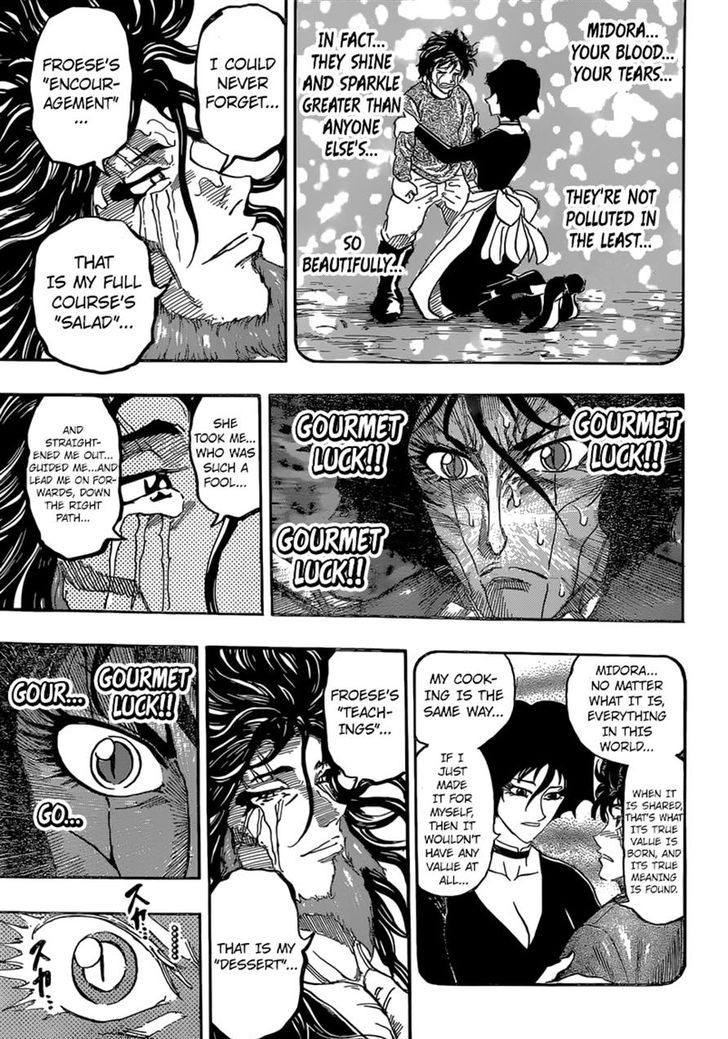 MIDORA...
YOUR BLOOD...
YOUR TEARS...
THEY'RE NOT
POLLUTED IN
THE LEAST...
IN FACT...
THEY SHINE
AND SPARKLE
GREATER THAN
ANYONE
ELSE'S...
SO
BEAUTIFULLY...
I COULD
NEVER
FORGET...
FROESE'S
"ENCOUR-
AGEMENT"
...
THAT
IS MY FULL
COURSE'S
"SALAD"...
GOURMET
LUCK!!
GOURMET
LUCK!!
GOURMET
LUCK!!
SHE
TOOK ME...
WHO WAS
SUCH A
FOOL...
AND
STRAIGHT-
ENED ME OUT...
GUIDED ME...AND
LEAD ME ON FOR-
WARDS, DOWN
THE RIGHT
PATH...
MIDORA...
NO MATTER
WHAT IT IS,
EVERYTHING
IN THIS
WORLD...
WHEN IT
IS SHARED,
THAT'S WHAT
ITS TRUE
VALUE IS
BORN, AND
ITS TRUE
MEANING
IS FOUND.
MY COOK-
ING IS THE
SAME WAY...
IF I
JUST
MADE
IT FOR
MYSELF,
THEN IT
WOULDN'T
HAVE ANY
VALUE AT
ALL...
FROESE'S
"TEACH-
INGS"...
THAT IS MY
"DESSERT"...
GOURMET
LUCK!!
GOUR...
GO...
スゥ…
スゥ…